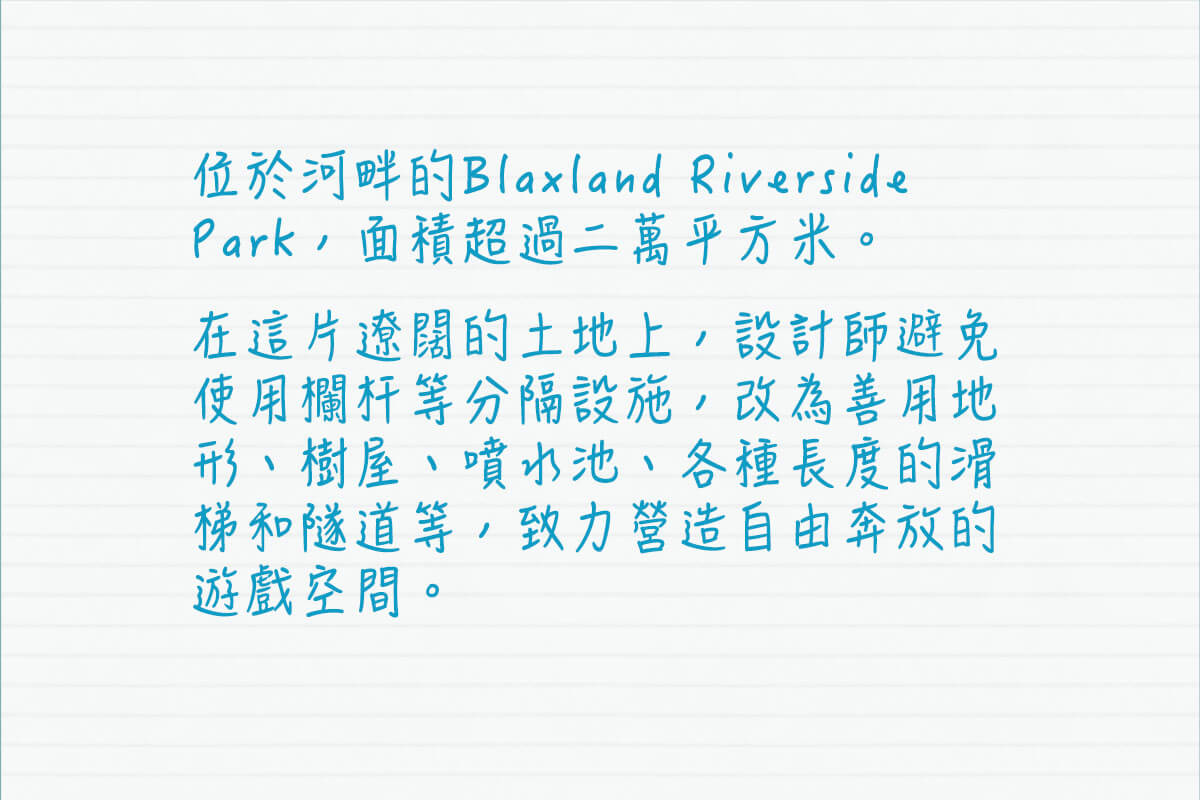 位於河畔的Blaxland Riverside
Park，面積超過二萬平方米。
在這片遼闊的土地上，設計師避免
使用欄杆等分隔設施，改為善用地
形、樹屋、噴水池、各種長度的滑
梯和隧道等，致力營造自由奔放的
遊戲空間。